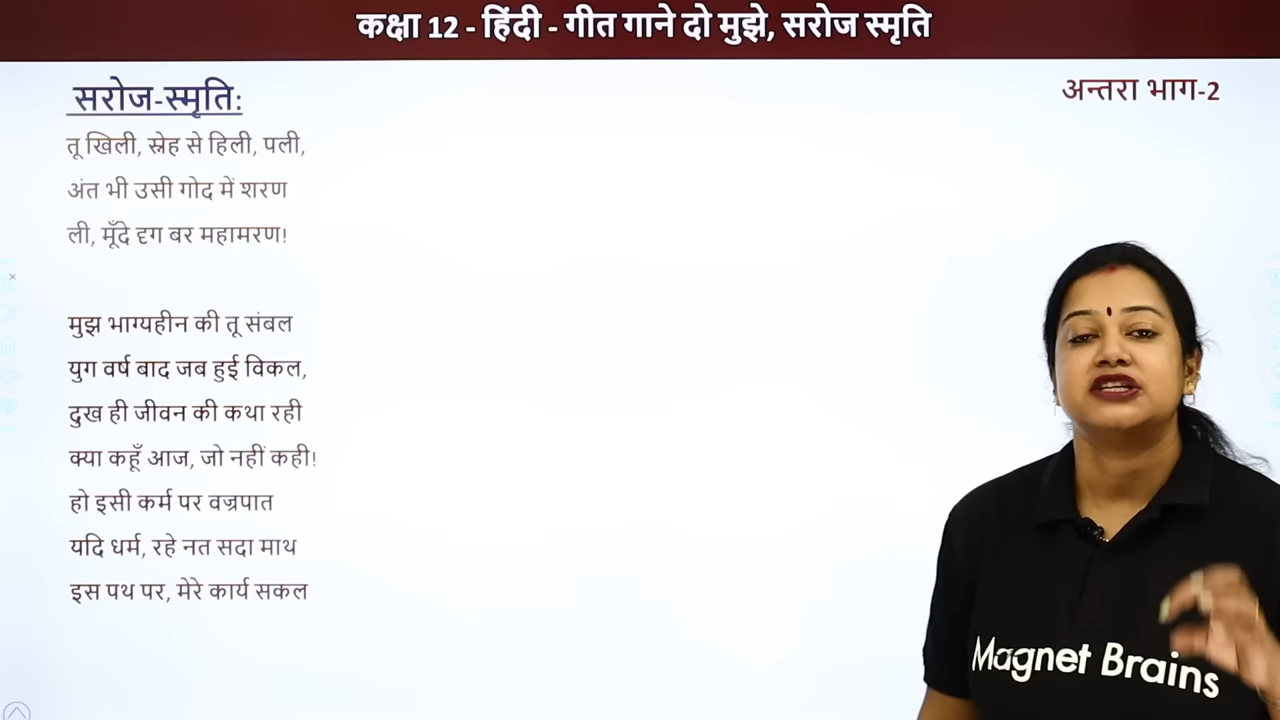 कक्षा 12 - हिंदी - गीत गाने दो मुझे, सरोज स्मृति
सरोज-स्मृति:
अन्तरा भाग-2
तू खिली, स्नेह से हिली, पली,
अंत भी उसी गोद में शरण
ली, मूँदे दृग बर महामरण!
मुझ भाग्यहीन की तू संबल
युग वर्ष बाद जब हुई विकल,
दुख ही जीवन की कथा रही
क्या कहूँ आज, जो नहीं कही!
हो इसी कर्म पर वज्रपात
यदि धर्म, रहे नत सदा माथ
इस पथ पर, मेरे कार्य सकल
Magnet Brains